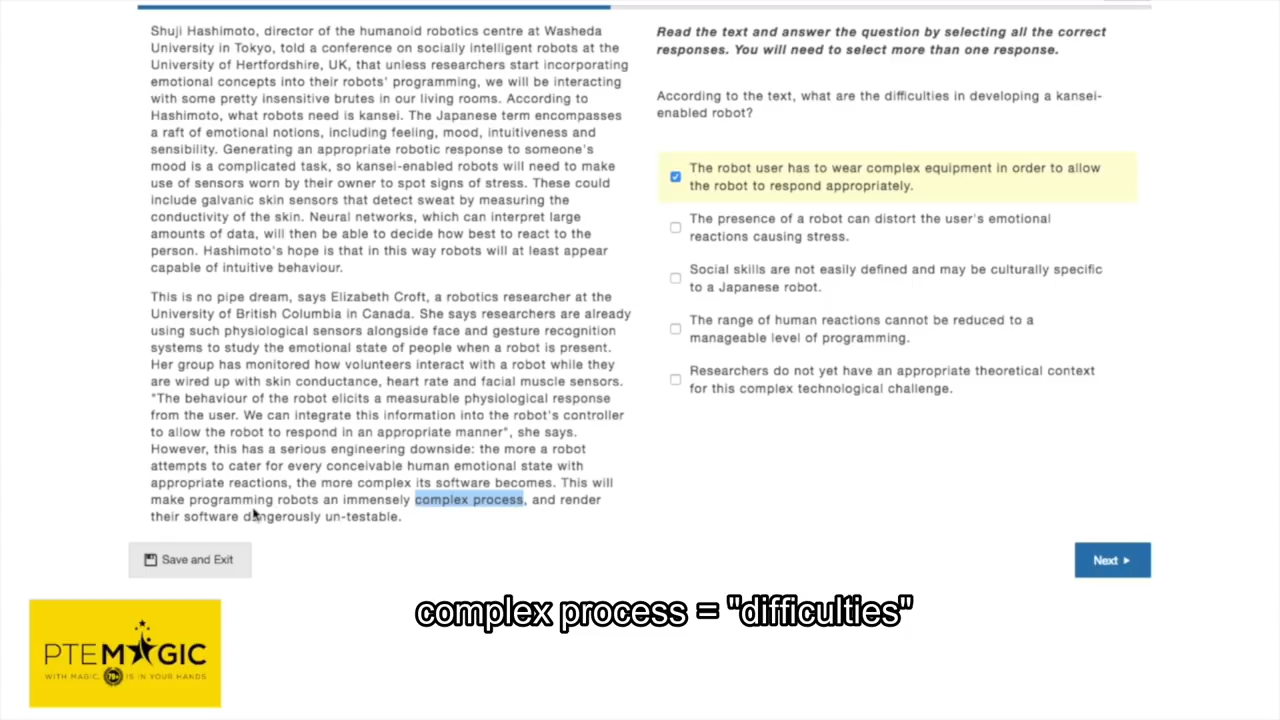 Shuji Hashimoto, director of the humanoid robotics centre at Washeda
University in Tokyo, told a conference on socially intelligent robots at the
University of Hertfordshire, UK, that unless researchers start incorporating
emotional concepts into their robots' programming, we will be interacting
with some pretty insensitive brutes in our living rooms. According to
Hashimoto, what robots need is kansei. The Japanese term encompasses
a raft of emotional notions, including feeling, mood, intuitiveness and
sensibility. Generating an appropriate robotic response to someone's
mood is a complicated task, so kansei-enabled robots will need to make
use of sensors worn by their owner to spot signs of stress. These could
include galvanic skin sensors that detect sweat by measuring the
conductivity of the skin. Neural networks, which can interpret large
amounts of data, will then be able to decide how best to react to the
person. Hashimoto's hope is that in this way robots will at least appear
capable of intuitive behaviour.
This is no pipe dream, says Elizabeth Croft, a robotics researcher at the
University of British Columbia in Canada. She says researchers are already
using such physiological sensors alongside face and gesture recognition
systems to study the emotional state of people when a robot is present.
Her group has monitored how volunteers interact with a robot while they
are wired up with skin conductance, heart rate and facial muscle sensors.
"The behaviour of the robot elicits a measurable physiological response
from the user. We can integrate this information into the robot's controller
to allow the robot to respond in an appropriate manner", she says.
However, this has a serious engineering downside: the more a robot
attempts to cater for every conceivable human emotional state with
appropriate reactions, the more complex its software becomes. This will
make programming robots an immensely complex process, and render
their software dangerously un-testable.
Read the text and answer the question by selecting all the correct
responses. You will need to select more than one response.
According to the text, what are the difficulties in developing a kansei-
enabled robot?
The robot user has to wear complex equipment in order to allow
the robot to respond appropriately.
The presence of a robot can distort the user's emotional
reactions causing stress.
Social skills are not easily defined and may be culturally specific
to a Japanese robot.
The range of human reactions cannot be reduced to a
manageable level of programming.
Researchers do not yet have an appropriate theoretical context
for this complex technological challenge.
Save and Exit
Next
complex process = "difficulties"
PTEMAGIC
WITH MAGIC, 79+ IS IN YOUR HANDS